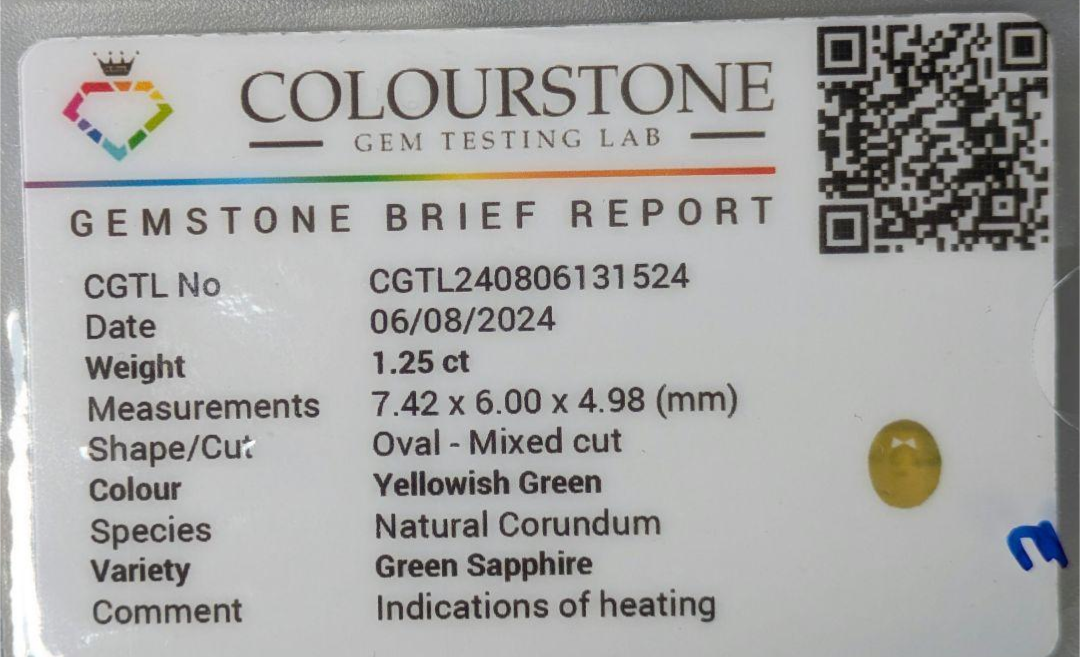 COLOURSTONE
GEM TESTING LAB
GEMSTONE BRIEF REPORT
CGTL No CGTL240806131524
Date 06/08/2024
Weight 1.25 ct
Measurements 7.42 x 6.00 x 4.98 (mm)
Shape/Cut Oval - Mixed cut
Colour Yellowish Green
Species Natural Corundum
Variety Green Sapphire
Comment Indications of heating